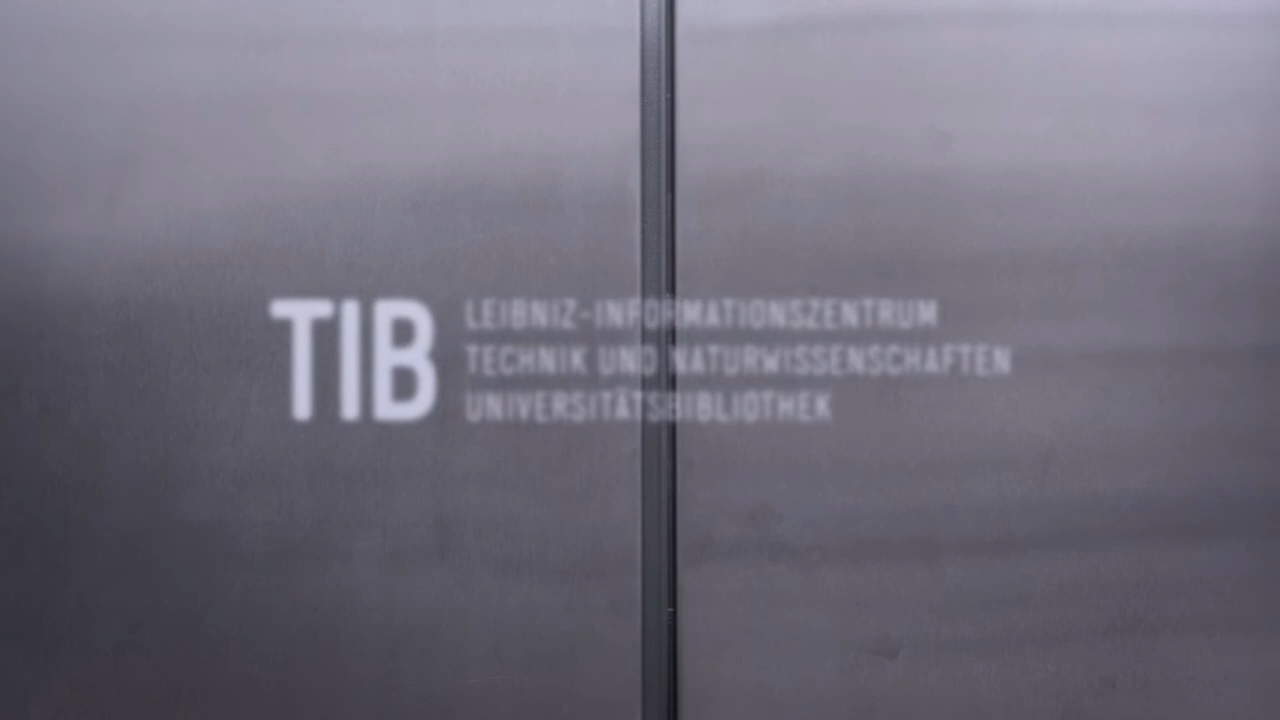 TIB
LEIBNIZ-INFORMATIONSZENTRUM
TECHNIK UND NATURWISSENSCHAFTEN
UNIVERSITÄTSBIBLIOTHEK